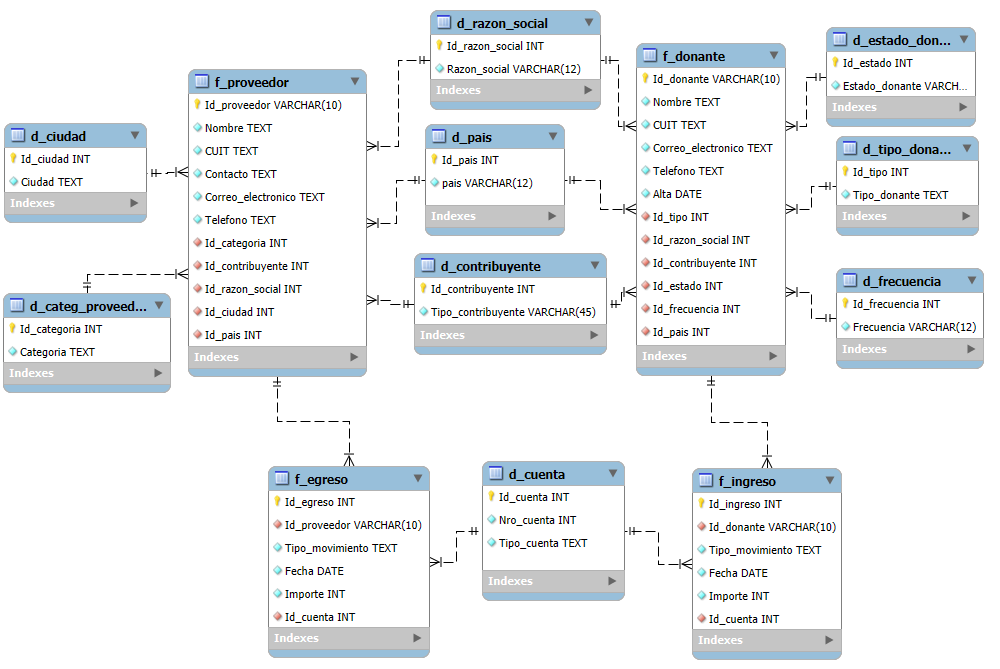 d_razon_social
Id_razon_social INT
Razon_social VARCHAR(12)
Indexes
f_donante
Id_donante VARCHAR(10)
Nombre TEXT
CUIT TEXT
Correo_electronico TEXT
Telefono TEXT
Alta DATE
Id_tipo INT
Id_razon_social INT
Id_contribuyente INT
Id_estado INT
Id_frecuencia INT
Id_pais INT
Indexes
d_estado_don...
Id_estado INT
Estado_donante VARCH...
Indexes
f_proveedor
Id_proveedor VARCHAR(10)
Nombre TEXT
CUIT TEXT
Contacto TEXT
Correo_electronico TEXT
Telefono TEXT
Id_categoria INT
Id_contribuyente INT
Id_razon_social INT
Id_ciudad INT
Id_pais INT
Indexes
d_ciudad
Id_ciudad INT
Ciudad TEXT
Indexes
d_pais
Id_pais INT
pais VARCHAR(12)
Indexes
d_tipo_dona...
Id_tipo INT
Tipo_donante TEXT
Indexes
d_contribuyente
Id_contribuyente INT
Tipo_contribuyente VARCHAR(45)
Indexes
d_frecuencia
Id_frecuencia INT
Frecuencia VARCHAR(12)
Indexes
d_categ_proveed...
Id_categoria INT
Categoria TEXT
Indexes
f_egreso
Id_egreso INT
Id_proveedor VARCHAR(10)
Tipo_movimiento TEXT
Fecha DATE
Importe INT
Id_cuenta INT
Indexes
d_cuenta
Id_cuenta INT
Nro_cuenta INT
Tipo_cuenta TEXT
Indexes
f_ingreso
Id_ingreso INT
Id_donante VARCHAR(10)
Tipo_movimiento TEXT
Fecha DATE
Importe INT
Id_cuenta INT
Indexes